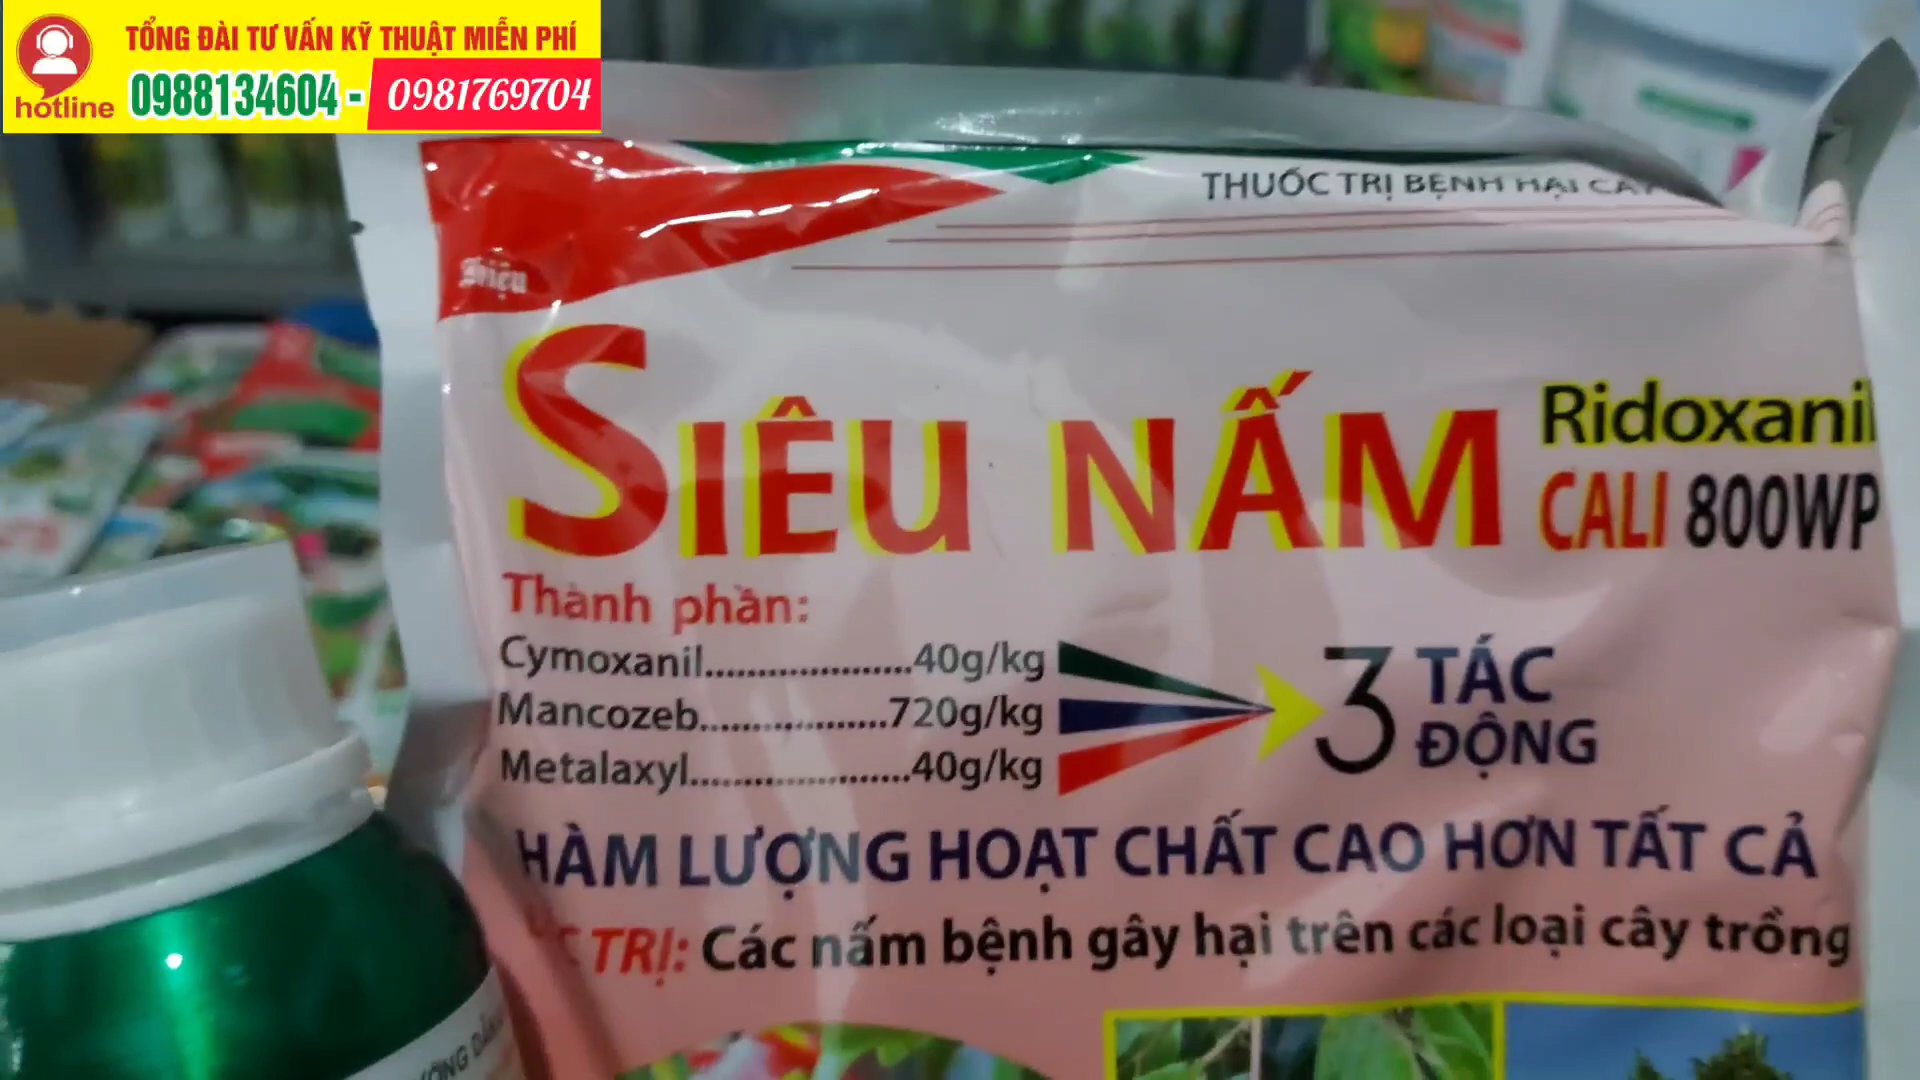 TỔNG ĐÀI TƯ VẤN KỸ THUẬT MIỄN PHÍ
hotline
0988134604 - 0981769704
THUỐC TRỊ BỆNH HẠI CÂY
SIÊU NẤM
Ridoxanil
CALI 800WP
Thành phần:
Cymoxanil....................40g/kg
Mancozeb.................720g/kg
Metalaxyl.....................40g/kg
3 TÁC
ĐỘNG
HÀM LƯỢNG HOẠT CHẤT CAO HƠN TẤT CẢ
TRỊ: Các nấm bệnh gây hại trên các loại cây trồng